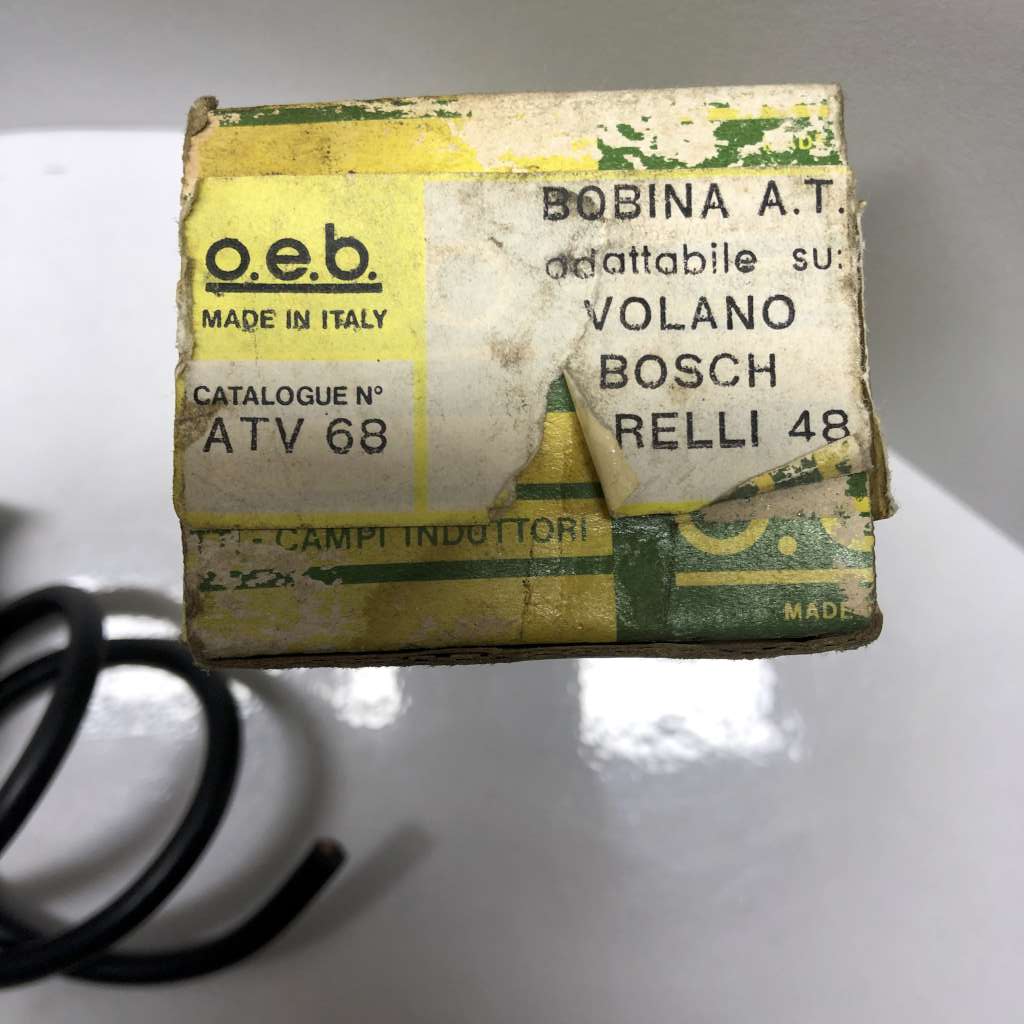 o.e.b.
MADE IN ITALY
CATALOGUE N°
ATV 68
BOBINA A.T.
adattabile su:
VOLANO
BOSCH
RELLI 48
- CAMPI INDUTTORI
MADE